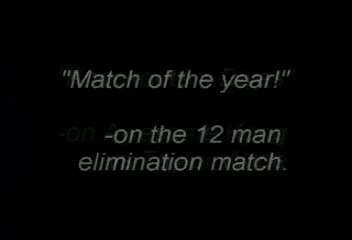 "Match of the year!"
-on the 12 man
elimination match.